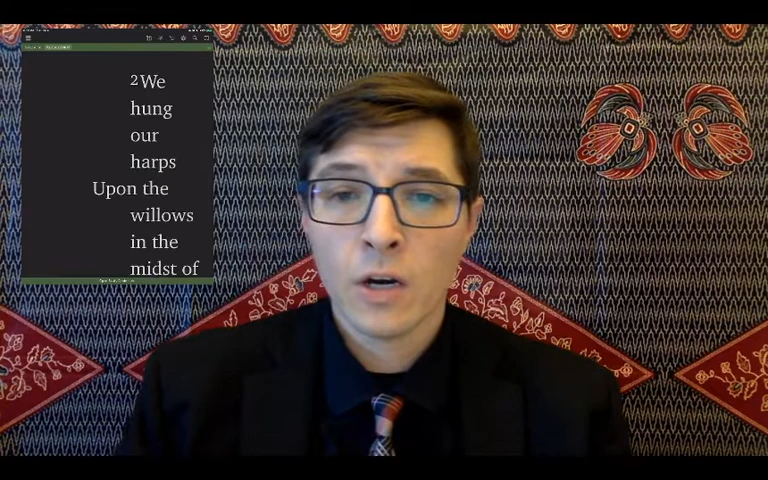 2We
hung
our
harps
Upon the
willows
in the
midst of